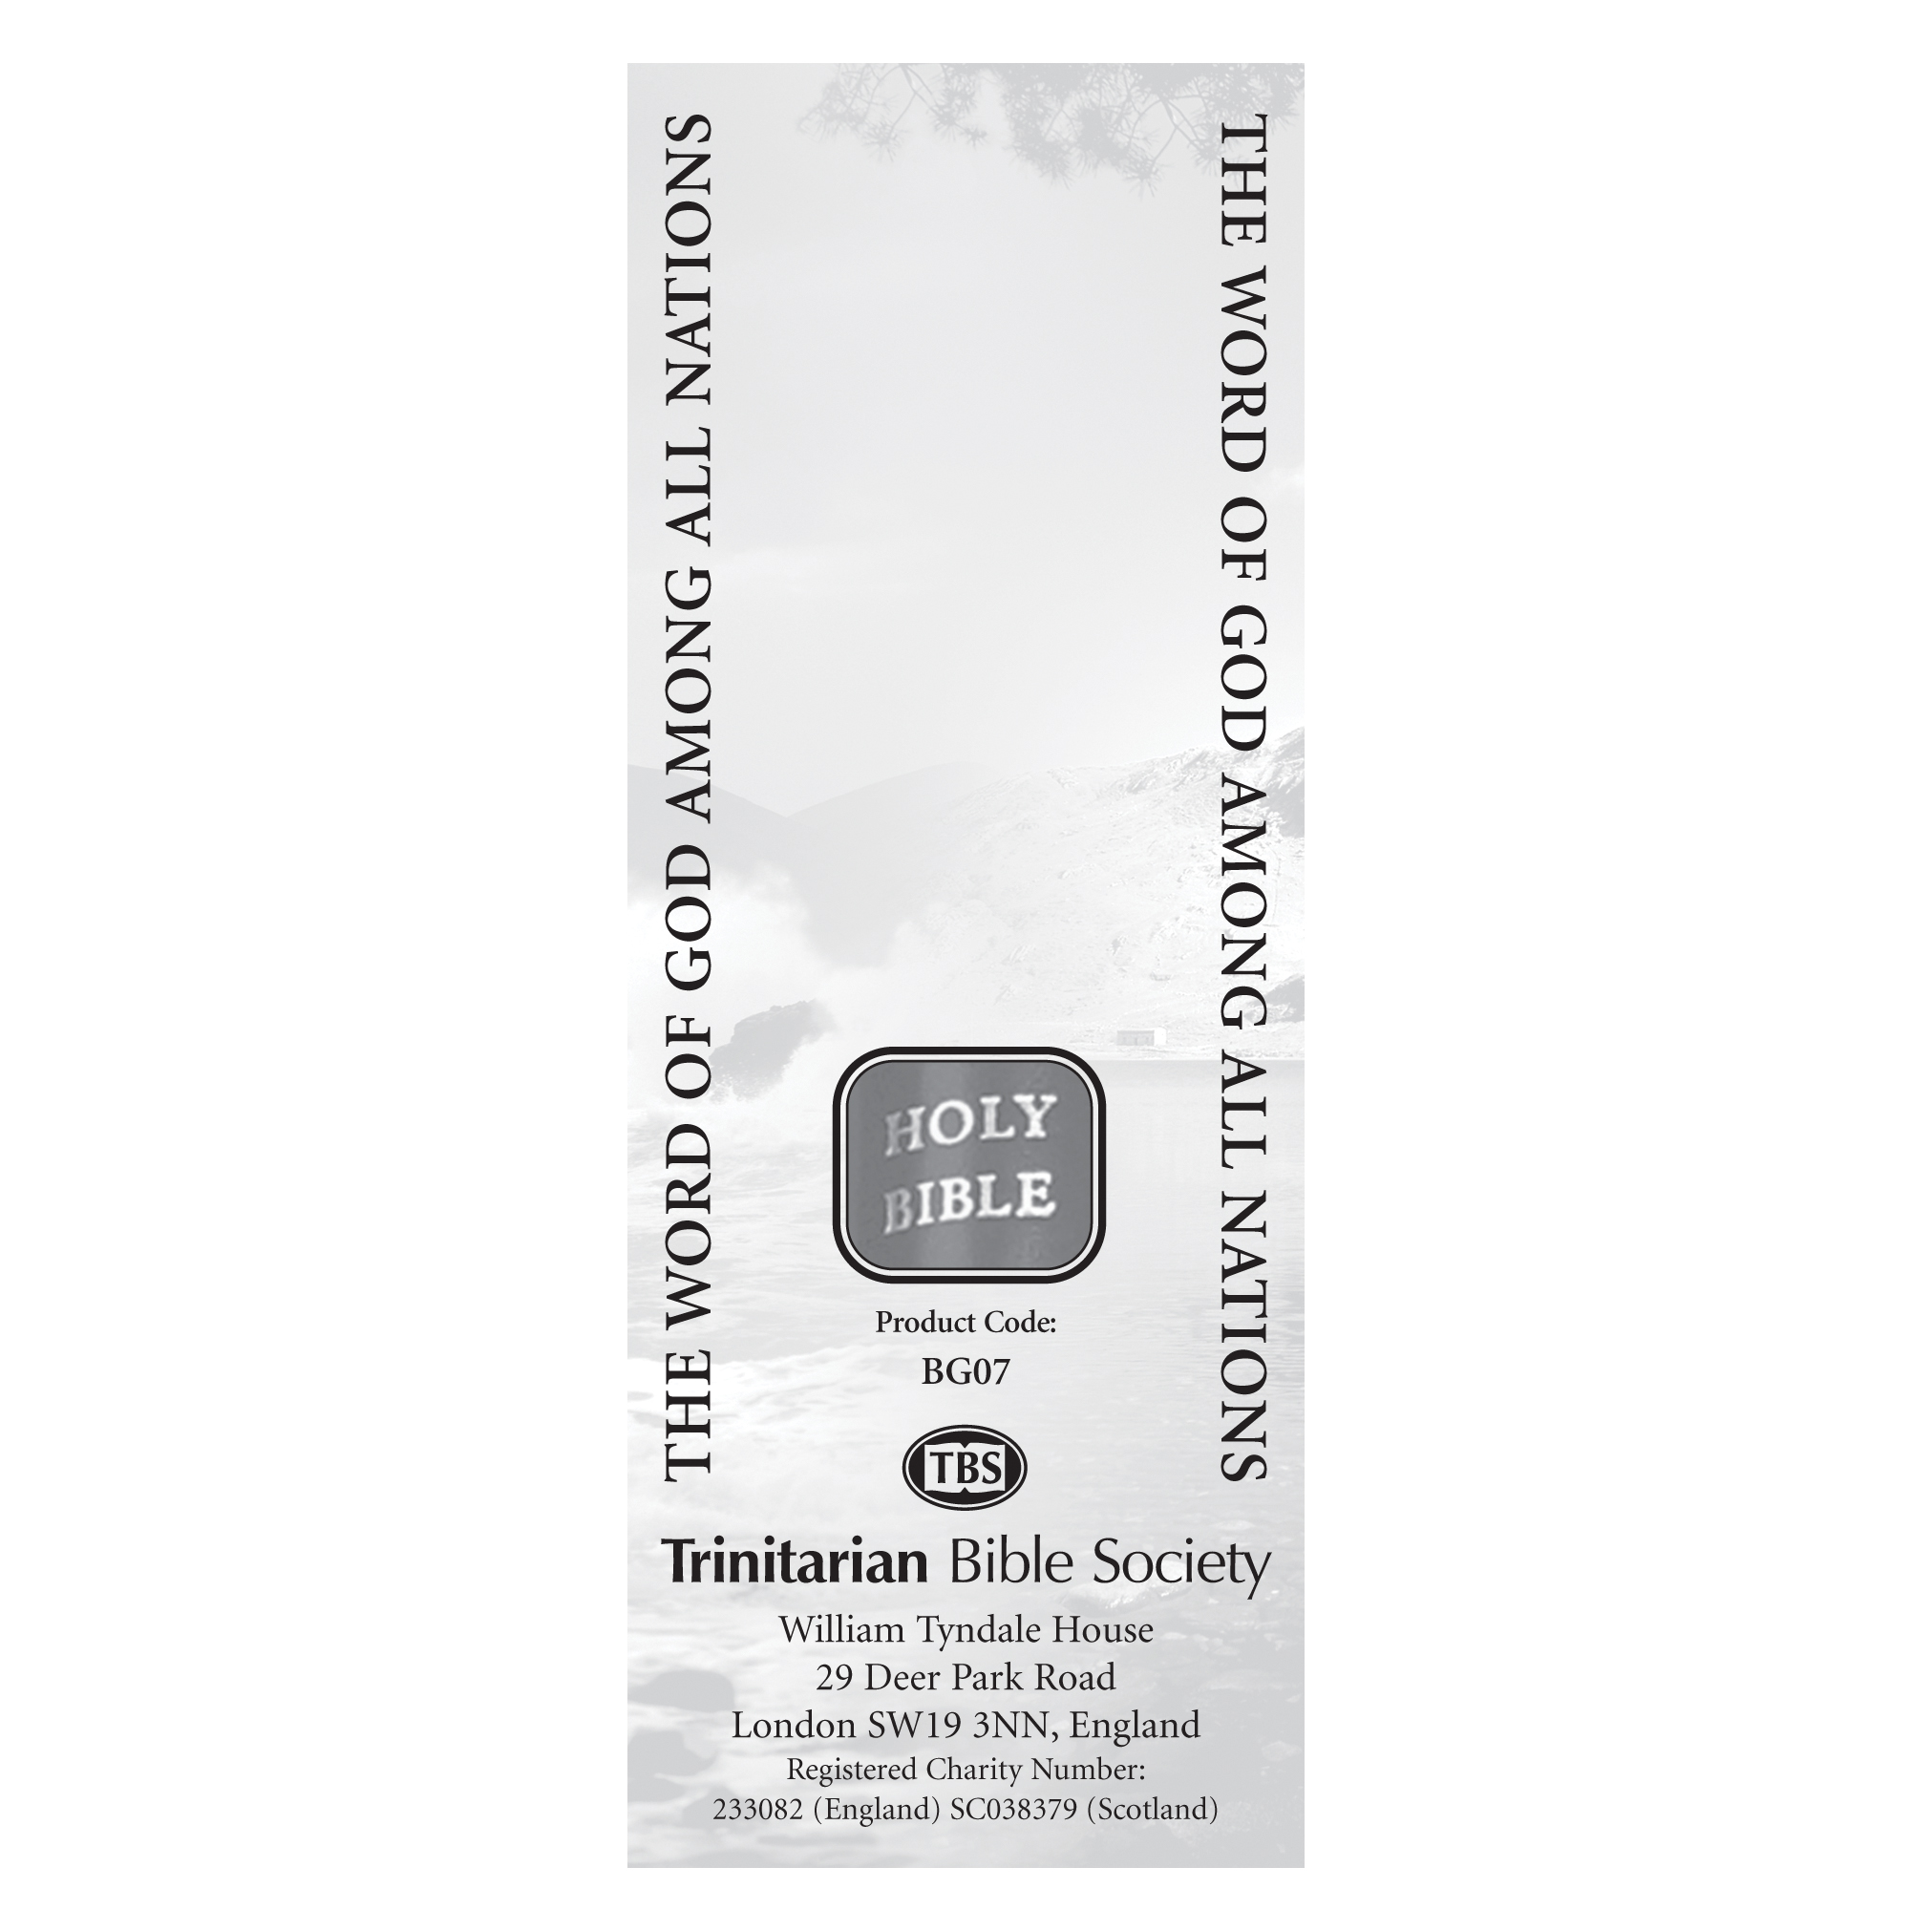 THE WORD OF GOD AMONG ALL NATIONS
THE WORD OF GOD AMONG ALL NATIONS
HOLY
BIBLE
Product Code:
BG07
TBS
Trinitarian Bible Society
William Tyndale House
29 Deer Park Road
London SW19 3NN, England
Registered Charity Number:
233082 (England) SC038379 (Scotland)